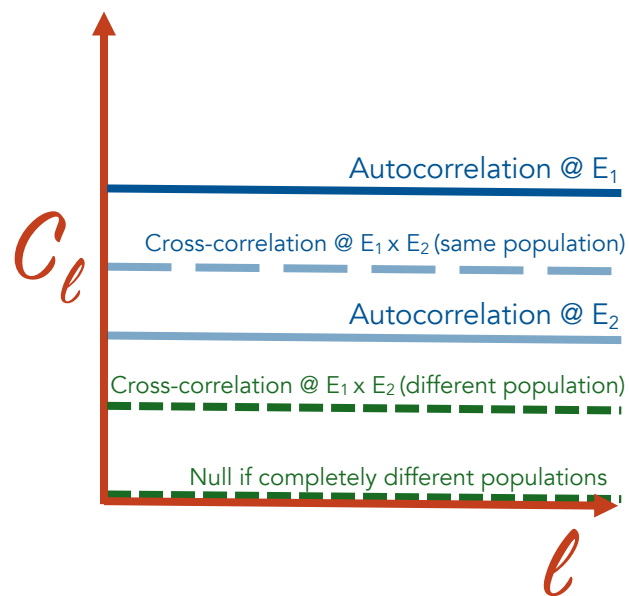 Autocorrelation @ E₁
Cross-correlation @ E₁ x E₂ (same population)
C_ℓ
Autocorrelation @ E₂
Cross-correlation @ E₁ x E₂ (different population)
Null if completely different populations
ℓ